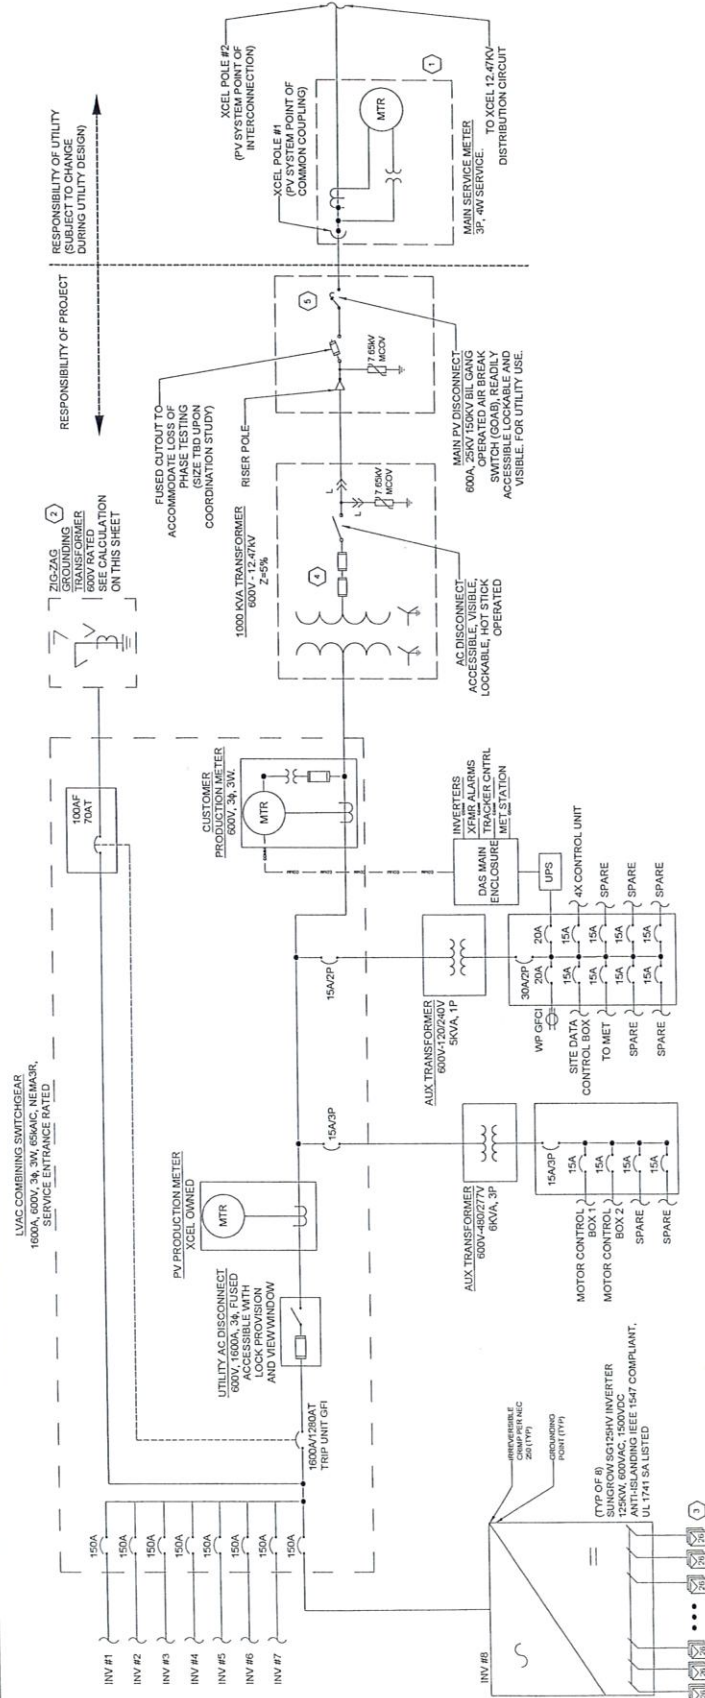 LVAC COMBINING SWITCHGEAR
1600A, 600V, 3ϕ, 3W, 65kAIC, NEMA3R,
SERVICE ENTRANCE RATED
100AF
70AT
ZIG-ZAG
GROUNDING
TRANSFORMER
600V RATED
SEE CALCULATION
ON THIS SHEET
2
RESPONSIBILITY OF PROJECT
RESPONSIBILITY OF UTILITY
(SUBJECT TO CHANGE
DURING UTILITY DESIGN)
INV #1
INV #2
INV #3
INV #4
INV #5
INV #6
INV #7
150A
150A
150A
150A
150A
150A
150A
150A
1600A/1280AT
TRIP UNIT GFI
UTILITY AC DISCONNECT
600V, 1600A, 3ϕ, FUSED
ACCESSIBLE WITH
LOCK PROVISION
AND VIEW WINDOW
PV PRODUCTION METER
XCEL OWNED
MTR
CUSTOMER
PRODUCTION METER
600V, 3ϕ, 3W.
MTR
1000 KVA TRANSFORMER
600V - 12.47kV
Z=5%
4
L
L
7.65kV
MCOV
AC DISCONNECT
ACCESSIBLE, VISIBLE,
LOCKABLE, HOT STICK
OPERATED
FUSED CUTOUT TO
ACCOMMODATE LOSS OF
PHASE TESTING
(SIZE TBD UPON
COORDINATION STUDY)
RISER POLE
5
7.65kV
MCOV
MAIN PV DISCONNECT
600A, 25KV 150KV BIL GANG
OPERATED AIR BREAK
SWITCH (GOAB), READILY
ACCESSIBLE LOCKABLE AND
VISIBLE. FOR UTILITY USE.
XCEL POLE #1
(PV SYSTEM POINT OF
COMMON COUPLING)
XCEL POLE #2
(PV SYSTEM POINT OF
INTERCONNECTION)
MTR
1
MAIN SERVICE METER
3P, 4W SERVICE.
TO XCEL 12.47KV
DISTRIBUTION CIRCUIT
15A/3P
15A/2P
AUX TRANSFORMER
600V-480/277V
6KVA, 3P
15A/3P
15A
15A
15A
15A
MOTOR CONTROL
BOX 1
MOTOR CONTROL
BOX 2
SPARE
SPARE
AUX TRANSFORMER
600V-120/240V
5KVA, 1P
30A/2P
20A
20A
15A
15A
15A
15A
15A
15A
15A
15A
WP GFCI
SITE DATA
CONTROL BOX
TO MET
SPARE
SPARE
4X CONTROL UNIT
SPARE
SPARE
SPARE
UPS
DAS MAIN
ENCLOSURE
INVERTERS
XFMR ALARMS
TRACKER CNTRL
MET STATION
INV #8
IRREVERSIBLE
CRIMP PER NEC
250 (TYP)
GROUNDING
POINT (TYP)
(TYP OF 8)
SUNGROW SG125HV INVERTER
125KW, 600VAC, 1500VDC
ANTI-ISLANDING IEEE 1547 COMPLIANT,
UL 1741 SA LISTED
3